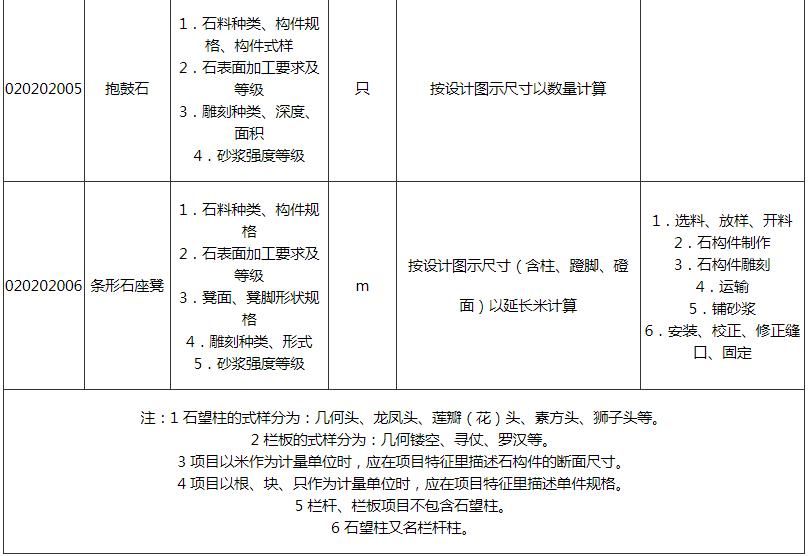 020202005
抱鼓石
1．石料种类、构件规
格、构件式样
2．石表面加工要求及
等级
3．雕刻种类、深度、
面积
4．砂浆强度等级
只
按设计图示尺寸以数量计算
020202006
条形石座凳
1．石料种类、构件规
格
2．石表面加工要求及
等级
3．凳面、凳脚形状规
格
4．雕刻种类、形式
5．砂浆强度等级
m
按设计图示尺寸（含柱、蹬脚、磴
面）以延长米计算
1．选料、放样、开料
2．石构件制作
3．石构件雕刻
4．运输
5．铺砂浆
6．安装、校正、修正缝
口、固定
注：1 石望柱的式样分为：几何头、龙凤头、莲瓣（花）头、素方头、狮子头等。
2 栏板的式样分为：几何镂空、寻仗、罗汉等。
3 项目以米作为计量单位时，应在项目特征里描述石构件的断面尺寸。
4 项目以根、块、只作为计量单位时，应在项目特征里描述单件规格。
5 栏杆、栏板项目不包含石望柱。
6 石望柱又名栏杆柱。